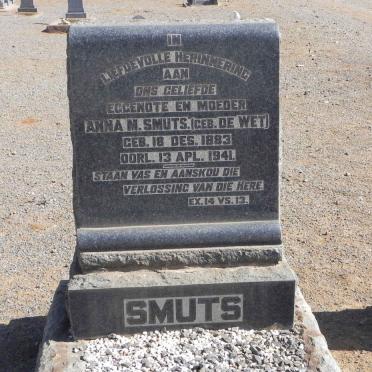 IN
LIEFDEVOLLE HERINNERING
AAN
ONS GELIEFDE
EGGENOTE EN MOEDER
ANNA M. SMUTS, (GEB. DE WET)
GEB. 18 DES. 1883
OORL. 13 APL. 1941.
STAAN VAS EN AANSKOU DIE
VERLOSSING VAN DIE HERE.
EX. 14 VS. 13.
SMUTS